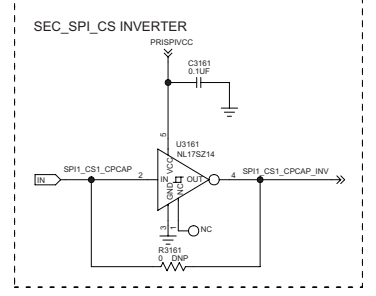 SEC_SPI_CS INVERTER
PRISPIVCC
C3161
0.1UF
5
U3161
NL17SZ14
VCC
SPI1_CS1_CPCAP
2
IN
OUT
4
SPI1_CS1_CPCAP_INV
IN
GND
NC
3
1
NC
R3161
0 DNP